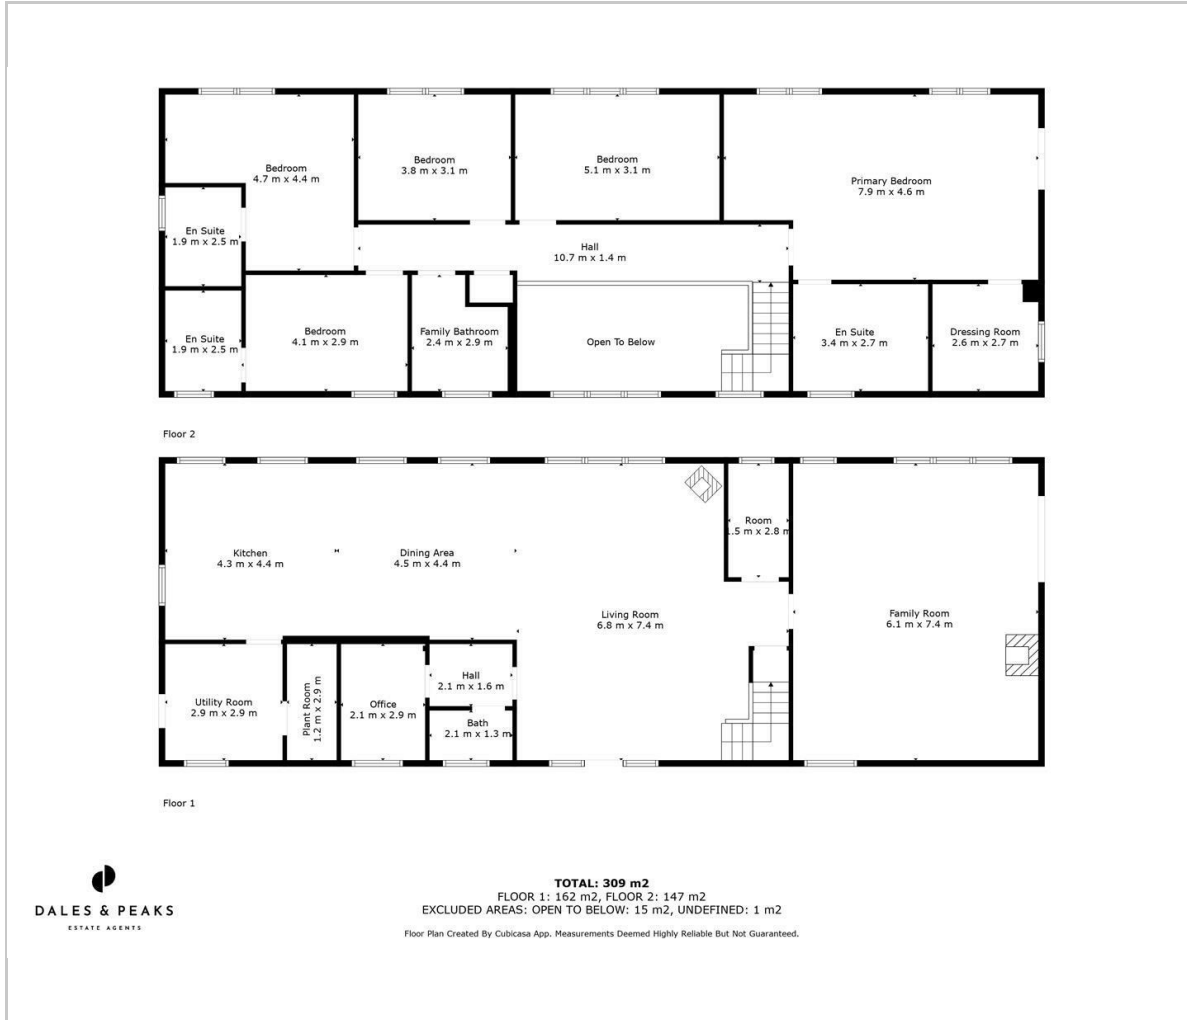 Bedroom
4.7 m x 4.4 m
Bedroom
3.8 m x 3.1 m
Bedroom
5.1 m x 3.1 m
Primary Bedroom
7.9 m x 4.6 m
En Suite
1.9 m x 2.5 m
Hall
10.7 m x 1.4 m
En Suite
1.9 m x 2.5 m
Bedroom
4.1 m x 2.9 m
Family Bathroom
2.4 m x 2.9 m
Open To Below
En Suite
3.4 m x 2.7 m
Dressing Room
2.6 m x 2.7 m
Floor 2
Kitchen
4.3 m x 4.4 m
Dining Area
4.5 m x 4.4 m
Room
1.5 m x 2.8 m
Living Room
6.8 m x 7.4 m
Family Room
6.1 m x 7.4 m
Utility Room
2.9 m x 2.9 m
Plant Room
1.2 m x 2.9 m
Office
2.1 m x 2.9 m
Hall
2.1 m x 1.6 m
Bath
2.1 m x 1.3 m
Floor 1
DALES & PEAKS
ESTATE AGENTS
TOTAL: 309 m2
FLOOR 1: 162 m2, FLOOR 2: 147 m2
EXCLUDED AREAS: OPEN TO BELOW: 15 m2, UNDEFINED: 1 m2
Floor Plan Created By Cubicasa App. Measurements Deemed Highly Reliable But Not Guaranteed.